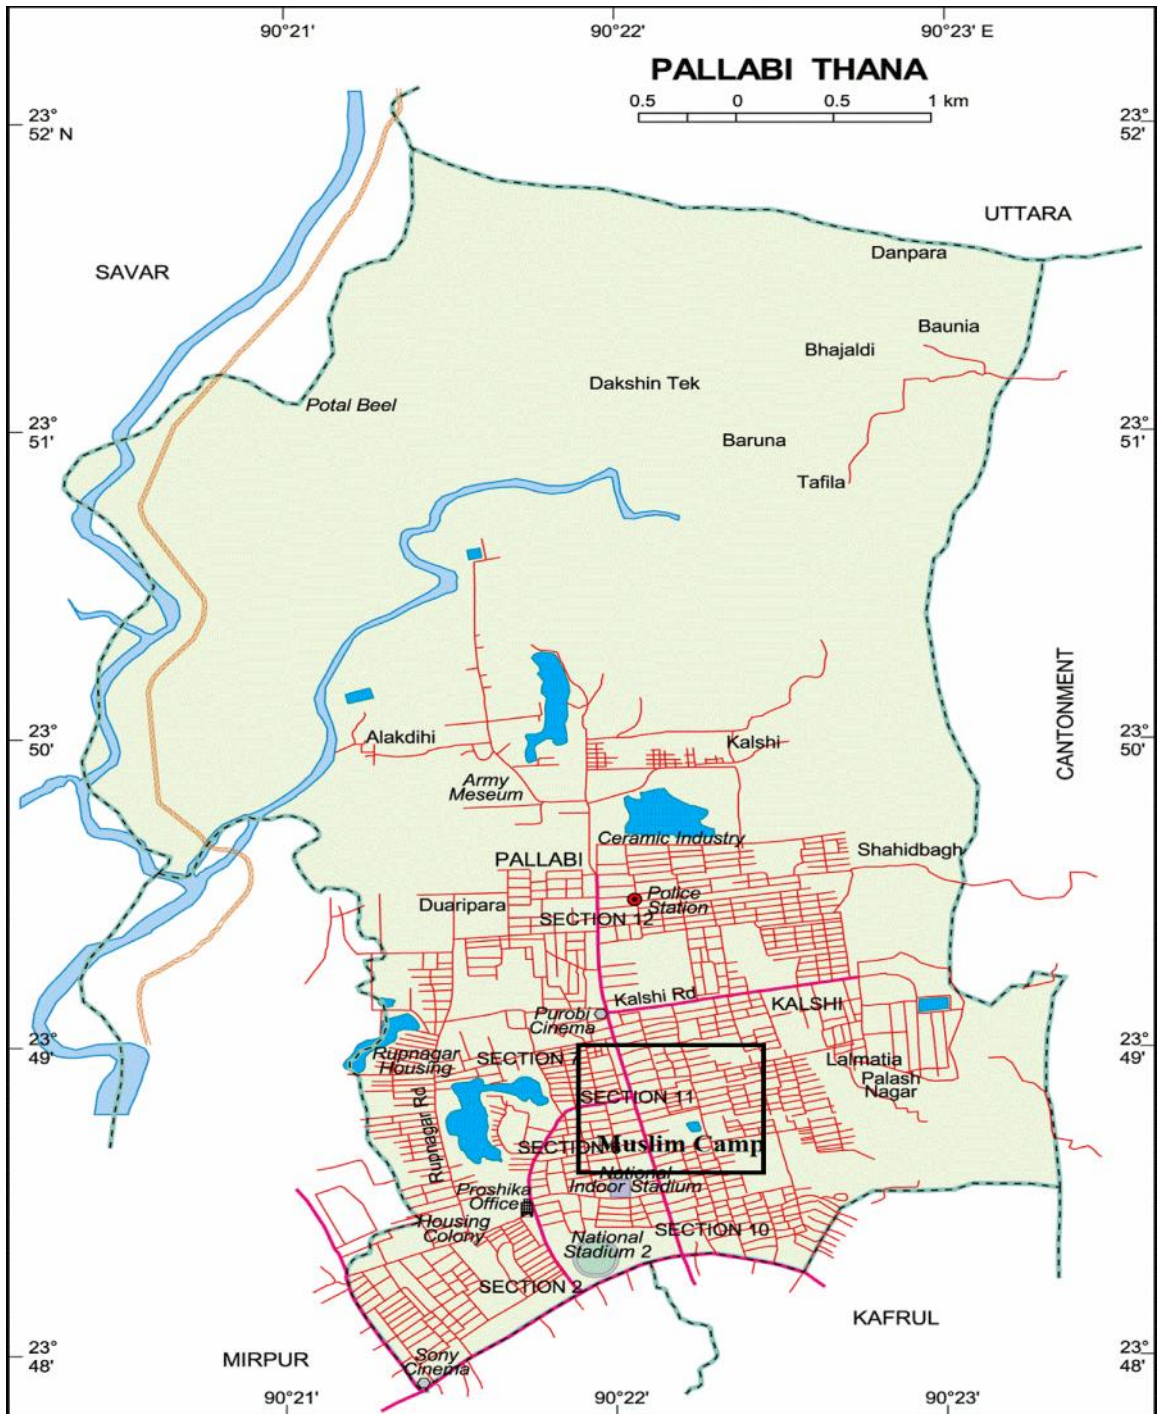 90°21'
90°22'
90°23' E
PALLABI THANA
0.5 0 0.5 1 km
23°
52' N
23°
52'
UTTARA
SAVAR
Danpara
Baunia
Bhajaldi
Dakshin Tek
Potal Beel
23°
51'
23°
51'
Baruna
Tafila
CANTONMENT
23°
50'
23°
50'
Alakdihi
Kalshi
Army
Meseum
Ceramic Industry
Shahidbagh
PALLABI
Police
Station
Duaripara
SECTION 12
Kalshi Rd
KALSHI
Purobi
Cinema
23°
49'
23°
49'
Rupnagar
Housing
SECTION 7
Lalmatia
Palash
Nagar
Rupnagar Rd
SECTION 11
SECTION
Muslim Camp
National
Indoor Stadium
Proshika
Office
Housing
Colony
SECTION 10
National
Stadium 2
SECTION 2
KAFRUL
MIRPUR
Sony
Cinema
23°
48'
23°
48'
90°21'
90°22'
90°23'